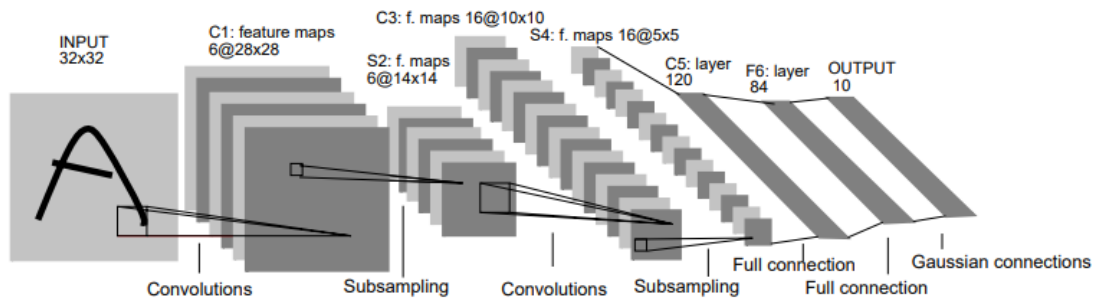 INPUT
32x32
C1: feature maps
6@28x28
S2: f. maps
6@14x14
C3: f. maps 16@10x10
S4: f. maps 16@5x5
C5: layer
120
F6: layer
84
OUTPUT
10
Convolutions
Subsampling
Convolutions
Subsampling
Full connection
Full connection
Gaussian connections